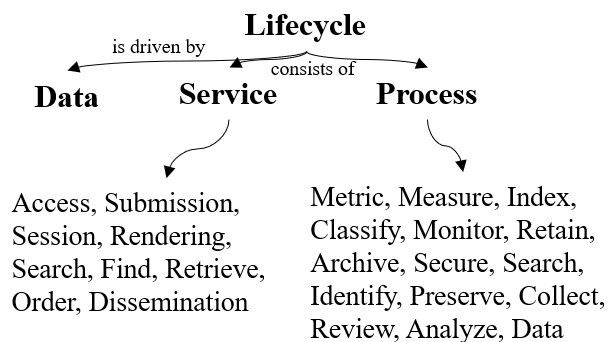 Lifecycle
is driven by
consists of
Data
Service
Process
Access, Submission,
Session, Rendering,
Search, Find, Retrieve,
Order, Dissemination
Metric, Measure, Index,
Classify, Monitor, Retain,
Archive, Secure, Search,
Identify, Preserve, Collect,
Review, Analyze, Data